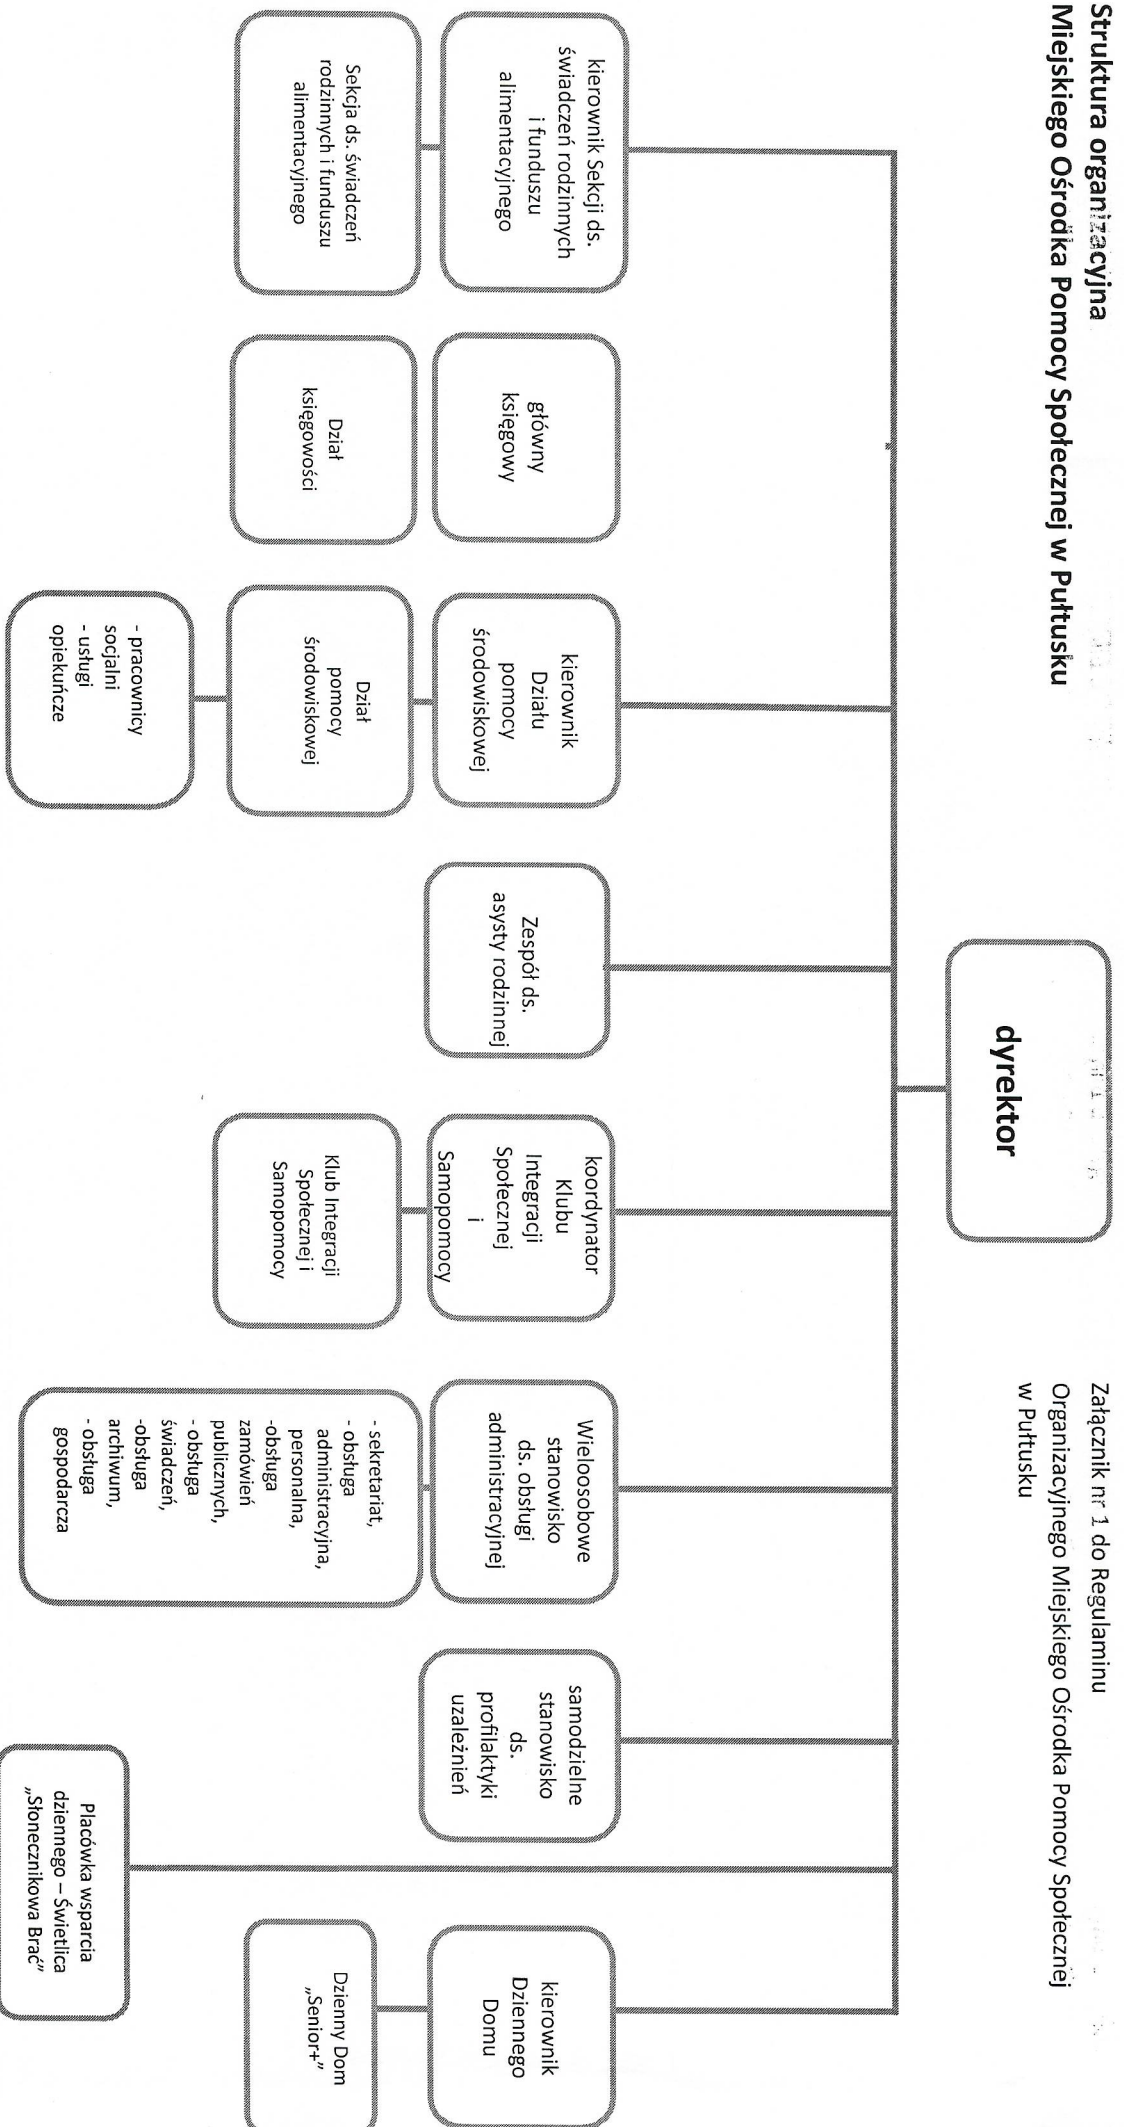 Struktura organizacyjna
Miejskiego Ośrodka Pomocy Społecznej w Pułtusku
Załącznik nr 1 do Regulaminu
Organizacyjnego Miejskiego Ośrodka Pomocy Społecznej
w Pułtusku
dyrektor
kierownik Sekcji ds.
świadczeń rodzinnych
i funduszu
alimentacyjnego
Sekcja ds. świadczeń
rodzinnych i funduszu
alimentacyjnego
główny
księgowy
Dział
księgowości
kierownik
Działu
pomocy
środowiskowej
Dział
pomocy
środowiskowej
- pracownicy
socjalni
- usługi
opiekuńcze
Zespół ds.
asysty rodzinnej
koordynator
Klubu
Integracji
Społecznej
i
Samopomocy
Klub Integracji
Społecznej i
Samopomocy
Wieloosobowe
stanowisko
ds. obsługi
administracyjnej
- sekretariat,
- obsługa
administracyjna,
personalna,
-obsługa
zamówień
publicznych,
- obsługa
świadczeń,
-obsługa
archiwum,
- obsługa
gospodarcza
samodzielne
stanowisko
ds.
profilaktyki
uzależnień
Placówka wsparcia
dziennego – Świetlica
„Słonecznikowa Brać”
kierownik
Dziennego
Domu
Dzienny Dom
„Senior+”